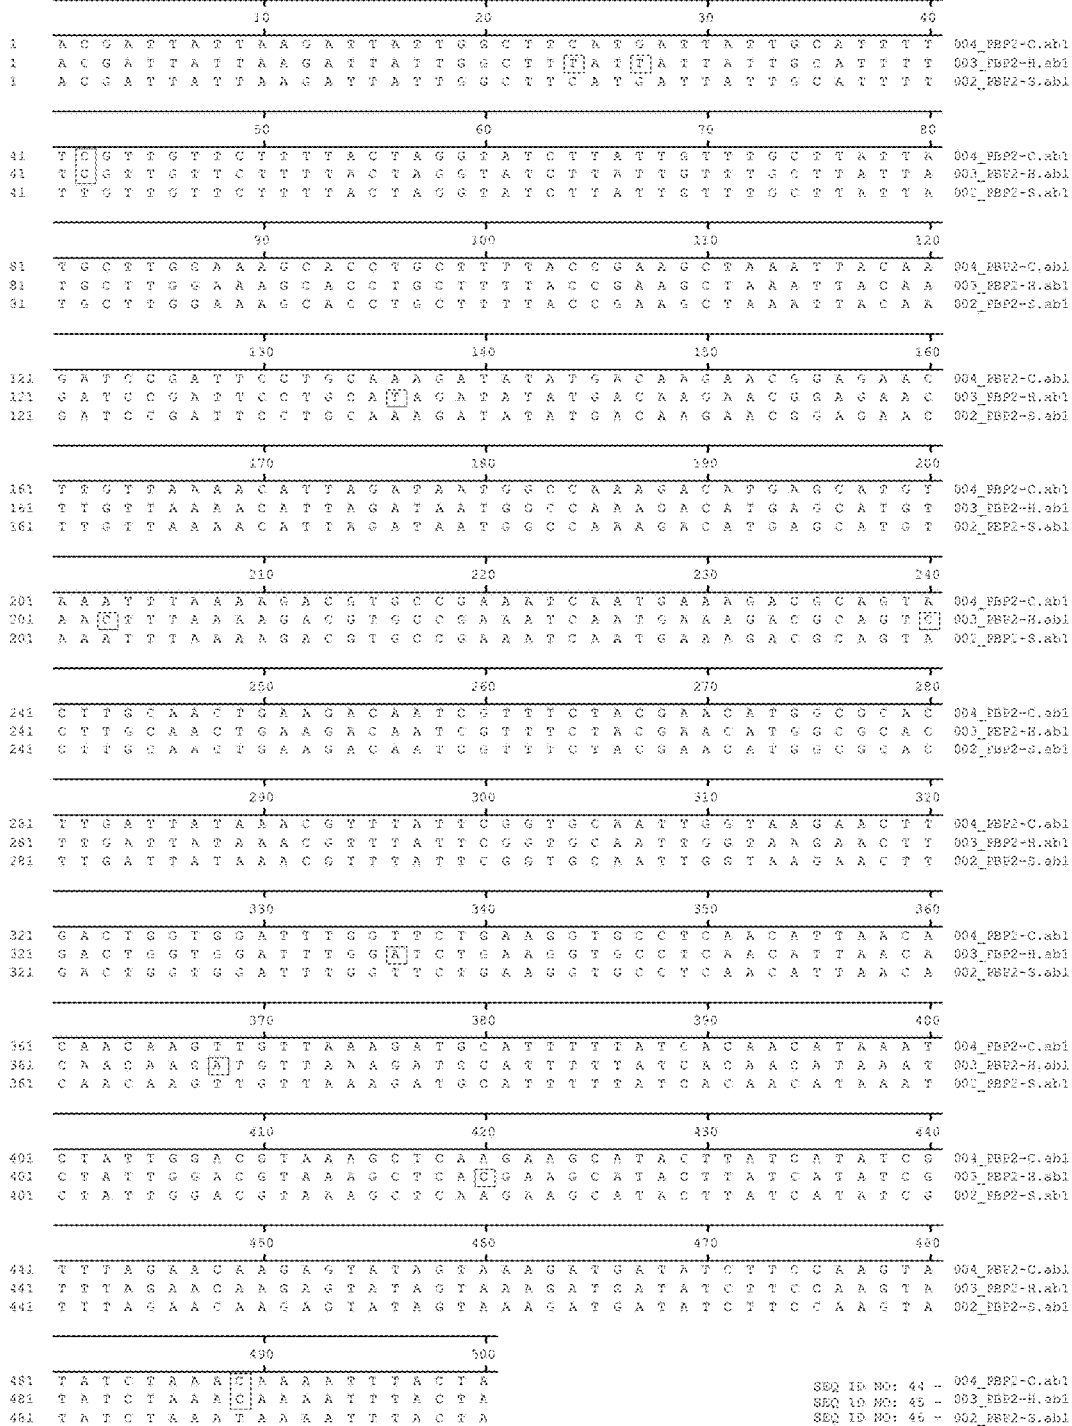 10 20 30 40
1 A C G A T T A T T A A G A T T A T T G G C T T C A T G A T T A T T G C A T T T T 004_PBP2-C.ab1
1 A C G A T T A T T A A G A T T A T T G G C T T T A T T A T T A T T G C A T T T T 003_PBP2-H.ab1
1 A C G A T T A T T A A G A T T A T T G G C T T C A T G A T T A T T G C A T T T T 002_PBP2-S.ab1
50 60 70 80
41 T C G T T G T T C T T T T A C T A G G T A T C T T A T T G T T T G C T T A T T A 004_PBP2-C.ab1
41 T C G T T G T T C T T T T A C T A G G T A T C T T A T T G T T T G C T T A T T A 003_PBP2-H.ab1
41 T T G T T G T T C T T T T A C T A G G T A T C T T A T T G T T T G C T T A T T A 002_PBP2-S.ab1
90 100 110 120
81 T G C T T G G A A A G C A C C T G C T T T T A C C G A A G C T A A A T T A C A A 004_PBP2-C.ab1
81 T G C T T G G A A A G C A C C T G C T T T T A C C G A A G C T A A A T T A C A A 003_PBP2-H.ab1
81 T G C T T G G A A A G C A C C T G C T T T T A C C G A A G C T A A A T T A C A A 002_PBP2-S.ab1
130 140 150 160
121 G A T C C G A T T C C T G C A A A G A T A T A T G A C A A G A A C G G A G A A C 004_PBP2-C.ab1
121 G A T C C G A T T C C T G C A T A G A T A T A T G A C A A G A A C G G A G A A C 003_PBP2-H.ab1
121 G A T C C G A T T C C T G C A A A G A T A T A T G A C A A G A A C G G A G A A C 002_PBP2-S.ab1
170 180 190 200
161 T T G T T A A A A C A T T A G A T A A T G G C C A A A G A C A T G A G C A T G T 004_PBP2-C.ab1
161 T T G T T A A A A C A T T A G A T A A T G G C C A A A G A C A T G A G C A T G T 003_PBP2-H.ab1
161 T T G T T A A A A C A T T A G A T A A T G G C C A A A G A C A T G A G C A T G T 002_PBP2-S.ab1
210 220 230 240
201 A A A T T T A A A A G A C G T G C C G A A A T C A A T G A A A G A C G C A G T A 004_PBP2-C.ab1
201 A A C T T T A A A A G A C G T G C C G A A A T C A A T G A A A G A C G C A G T C 003_PBP2-H.ab1
201 A A A T T T A A A A G A C G T G C C G A A A T C A A T G A A A G A C G C A G T A 002_PBP2-S.ab1
250 260 270 280
241 C T T G C A A C T G A A G A C A A T C G T T T C T A C G A A C A T G G C G C A C 004_PBP2-C.ab1
241 C T T G C A A C T G A A G A C A A T C G T T T C T A C G A A C A T G G C G C A C 003_PBP2-H.ab1
241 C T T G C A A C T G A A G A C A A T C G T T T C T A C G A A C A T G G C G C A C 002_PBP2-S.ab1
290 300 310 320
281 T T G A T T A T A A A C G T T T A T T C G G T G C A A T T G G T A A G A A C T T 004_PBP2-C.ab1
281 T T G A T T A T A A A C G T T T A T T C G G T G C A A T T G G T A A G A A C T T 003_PBP2-H.ab1
281 T T G A T T A T A A A C G T T T A T T C G G T G C A A T T G G T A A G A A C T T 002_PBP2-S.ab1
330 340 350 360
321 G A C T G G T G G A T T T G G T T C T G A A G G T G C C T C A A C A T T A A C A 004_PBP2-C.ab1
321 G A C T G G T G G A T T T G G A T C T G A A G G T G C C T C A A C A T T A A C A 003_PBP2-H.ab1
321 G A C T G G T G G A T T T G G T T C T G A A G G T G C C T C A A C A T T A A C A 002_PBP2-S.ab1
370 380 390 400
361 C A A C A A G T T G T T A A A G A T G C A T T T T T A T C A C A A C A T A A A T 004_PBP2-C.ab1
361 C A A C A A G A T G T T A A A G A T G C A T T T T T A T C A C A A C A T A A A T 003_PBP2-H.ab1
361 C A A C A A G T T G T T A A A G A T G C A T T T T T A T C A C A A C A T A A A T 002_PBP2-S.ab1
410 420 430 440
401 C T A T T G G A C G T A A A G C T C A A G A A G C A T A C T T A T C A T A T C G 004_PBP2-C.ab1
401 C T A T T G G A C G T A A A G C T C A C G A A G C A T A C T T A T C A T A T C G 003_PBP2-H.ab1
401 C T A T T G G A C G T A A A G C T C A A G A A G C A T A C T T A T C A T A T C G 002_PBP2-S.ab1
450 460 470 480
441 T T T A G A A C A A G A G T A T A G T A A A G A T G A T A T C T T C C A A G T A 004_PBP2-C.ab1
441 T T T A G A A C A A G A G T A T A G T A A A G A T G A T A T C T T C C A A G T A 003_PBP2-H.ab1
441 T T T A G A A C A A G A G T A T A G T A A A G A T G A T A T C T T C C A A G T A 002_PBP2-S.ab1
490 500
481 T A T C T A A A C A A A A T T T A C T A SEQ ID NO: 44 - 004_PBP2-C.ab1
481 T A T C T A A A C A A A A T T T A C T A SEQ ID NO: 45 - 003_PBP2-H.ab1
481 T A T C T A A A T A A A A T T T A C T A SEQ ID NO: 46 - 002_PBP2-S.ab1